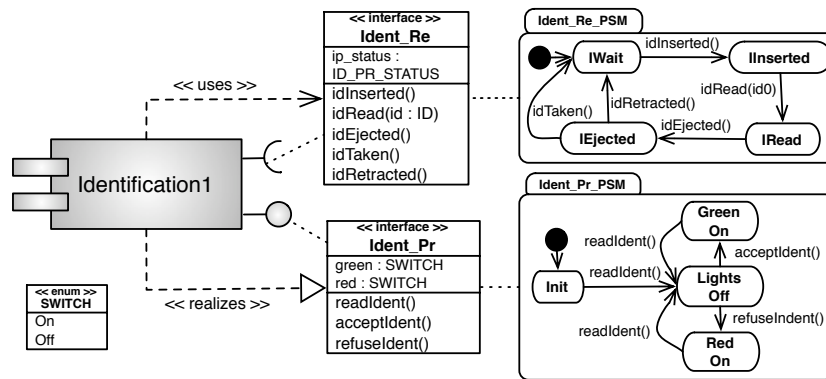 << interface >>
Ident_Re
ip_status :
ID_PR_STATUS
idInserted()
idRead(id : ID)
idEjected()
idTaken()
idRetracted()
<< uses >>
Identification1
<< realizes >>
<< enum >>
SWITCH
On
Off
<< interface >>
Ident_Pr
green : SWITCH
red : SWITCH
readIdent()
acceptIdent()
refuseIdent()
Ident_Re_PSM
IWait
idInserted()
IInserted
idRead(id0)
idTaken()
idRetracted()
idEjected()
IEjected
IRead
Ident_Pr_PSM
Green
On
readIdent()
acceptIdent()
Init
readIdent()
Lights
Off
readIdent()
refuseIndent()
Red
On